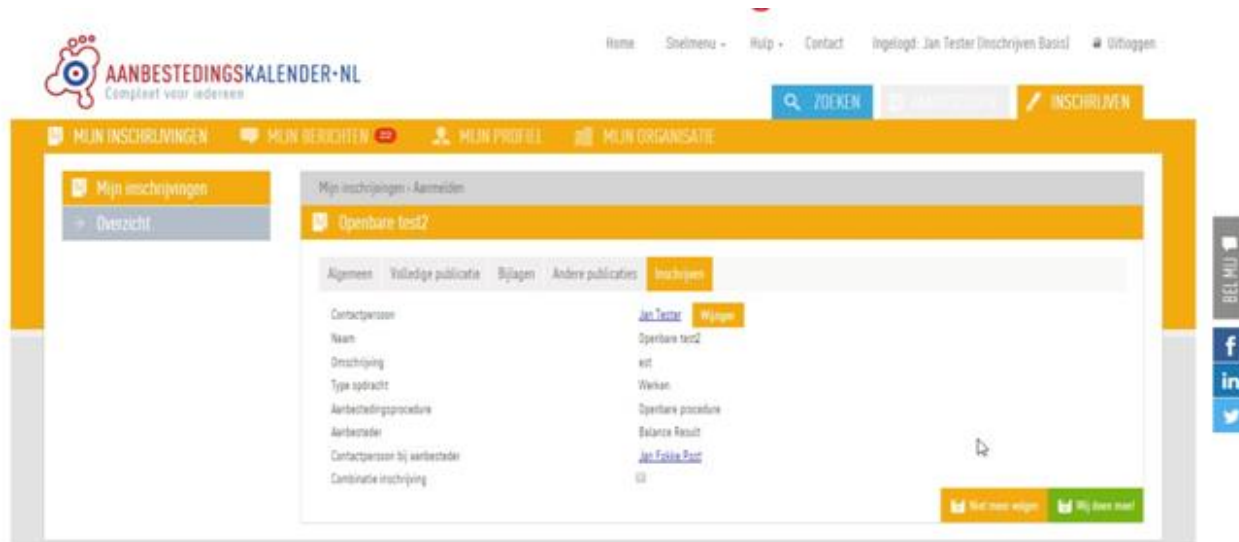 Home Snelmenu Hulp Contact Ingelogd: Jan Tester (Inschrijven Basis) Uitloggen
AANBESTEDINGSKALENDER·NL
Compleet voor iedereen
ZOEKEN INSCHRIJVEN
MIJN INSCHRIJVINGEN MIJN BERICHTEN MIJN PROFIEL MIJN ORGANISATIE
Mijn inschrijvingen
Overzicht
Mijn inschrijvingen › Aanmelden
Openbare test2
Algemeen Volledige publicatie Bijlagen Andere publicaties Inschrijven
Contactpersoon Jan Tester Wijzigen
Naam Openbare test2
Omschrijving est
Type opdracht Werken
Aanbestedingsprocedure Openbare procedure
Aanbesteder Balance Result
Contactpersoon bij aanbesteder Jan Fokke Post
Combinatie inschrijving
Niet meer volgen Wij doen mee!
BEL MIJ
f
in